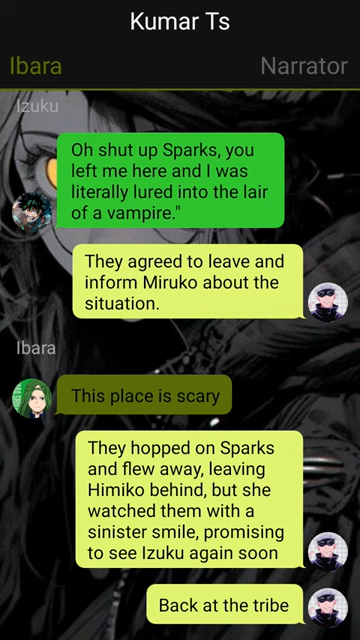 Kumar Ts
Ibara
Narrator
Izuku
Oh shut up Sparks, you
left me here and I was
literally lured into the lair
of a vampire."
They agreed to leave and
inform Miruko about the
situation.
Ibara
This place is scary
They hopped on Sparks
and flew away, leaving
Himiko behind, but she
watched them with a
sinister smile, promising
to see Izuku again soon
Back at the tribe